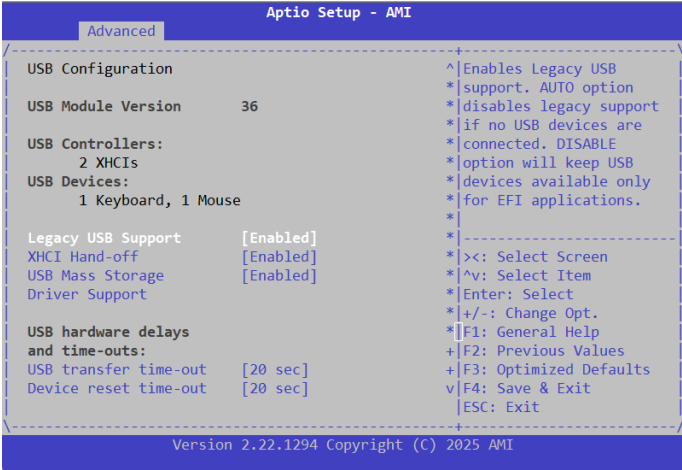 Aptio Setup - AMI
Advanced
USB Configuration
USB Module Version 36
USB Controllers:
2 XHCIs
USB Devices:
1 Keyboard, 1 Mouse
Legacy USB Support [Enabled]
XHCI Hand-off [Enabled]
USB Mass Storage [Enabled]
Driver Support
USB hardware delays
and time-outs:
USB transfer time-out [20 sec]
Device reset time-out [20 sec]
Enables Legacy USB
support. AUTO option
disables legacy support
if no USB devices are
connected. DISABLE
option will keep USB
devices available only
for EFI applications.
><: Select Screen
^v: Select Item
Enter: Select
+/-: Change Opt.
F1: General Help
F2: Previous Values
F3: Optimized Defaults
F4: Save & Exit
ESC: Exit
Version 2.22.1294 Copyright (C) 2025 AMI